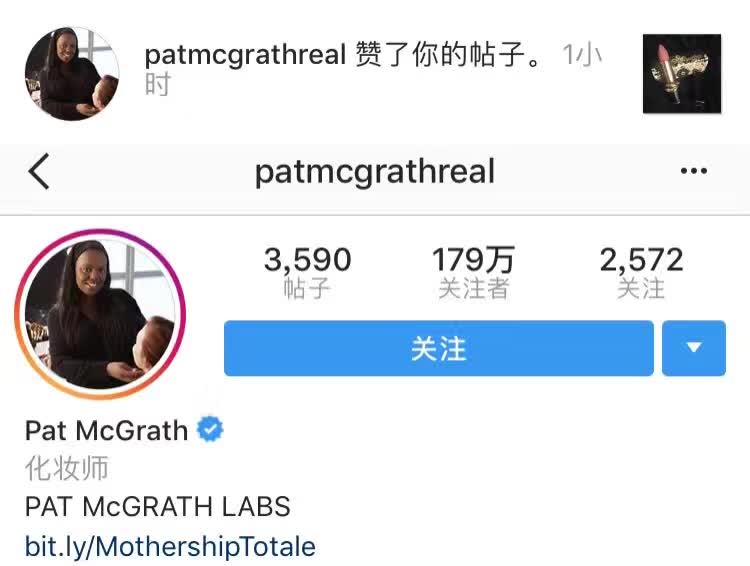 patmcgrathreal 赞了你的帖子。 1小
时
patmcgrathreal
3,590 179万 2,572
帖子 关注者 关注
关注
Pat McGrath
化妆师
PAT McGRATH LABS
bit.ly/MothershipTotale